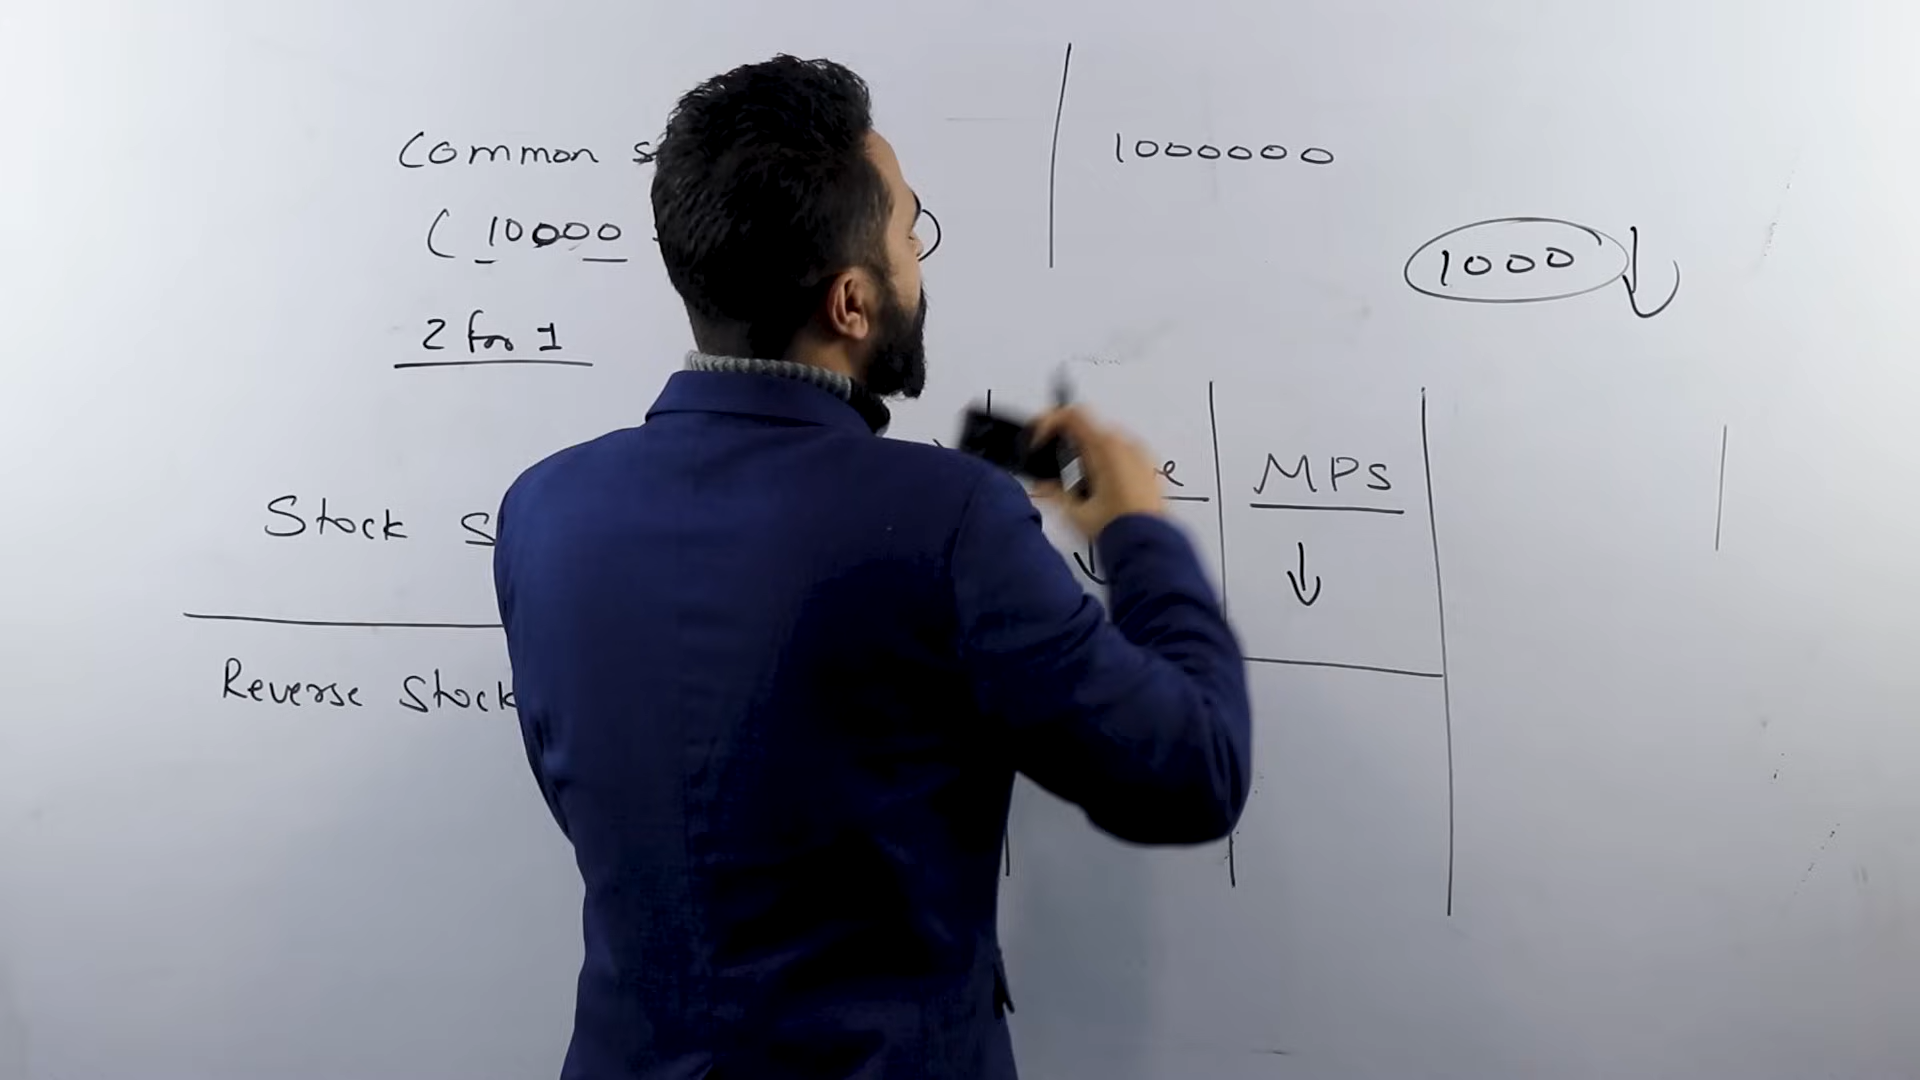 Common 1000000
( 10000 )
1000
2 for 1
MPS
Stock
Reverse Stock